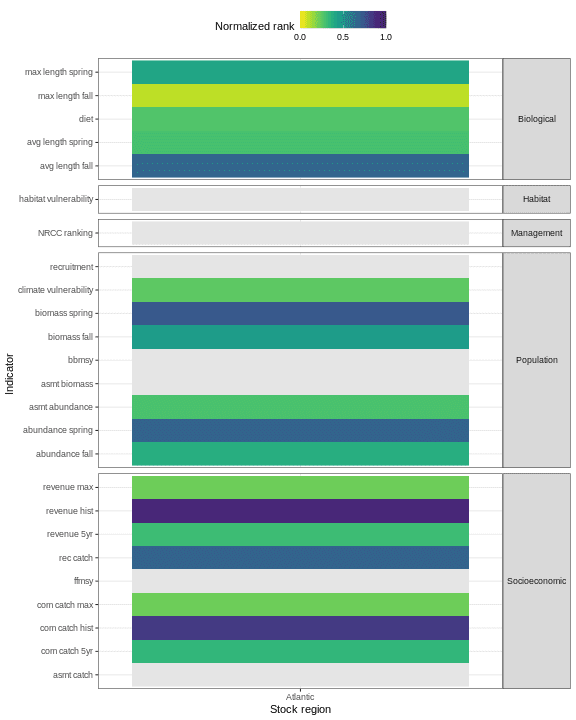 Normalized rank
0.0 0.5 1.0
max length spring
max length fall
diet
avg length spring
avg length fall
Biological
habitat vulnerability
Habitat
NRCC ranking
Management
recruitment
climate vulnerability
biomass spring
biomass fall
bbmsy
asmt biomass
asmt abundance
abundance spring
abundance fall
Population
revenue max
revenue hist
revenue 5yr
rec catch
ffmsy
com catch max
com catch hist
com catch 5yr
asmt catch
Socioeconomic
Indicator
Atlantic
Stock region